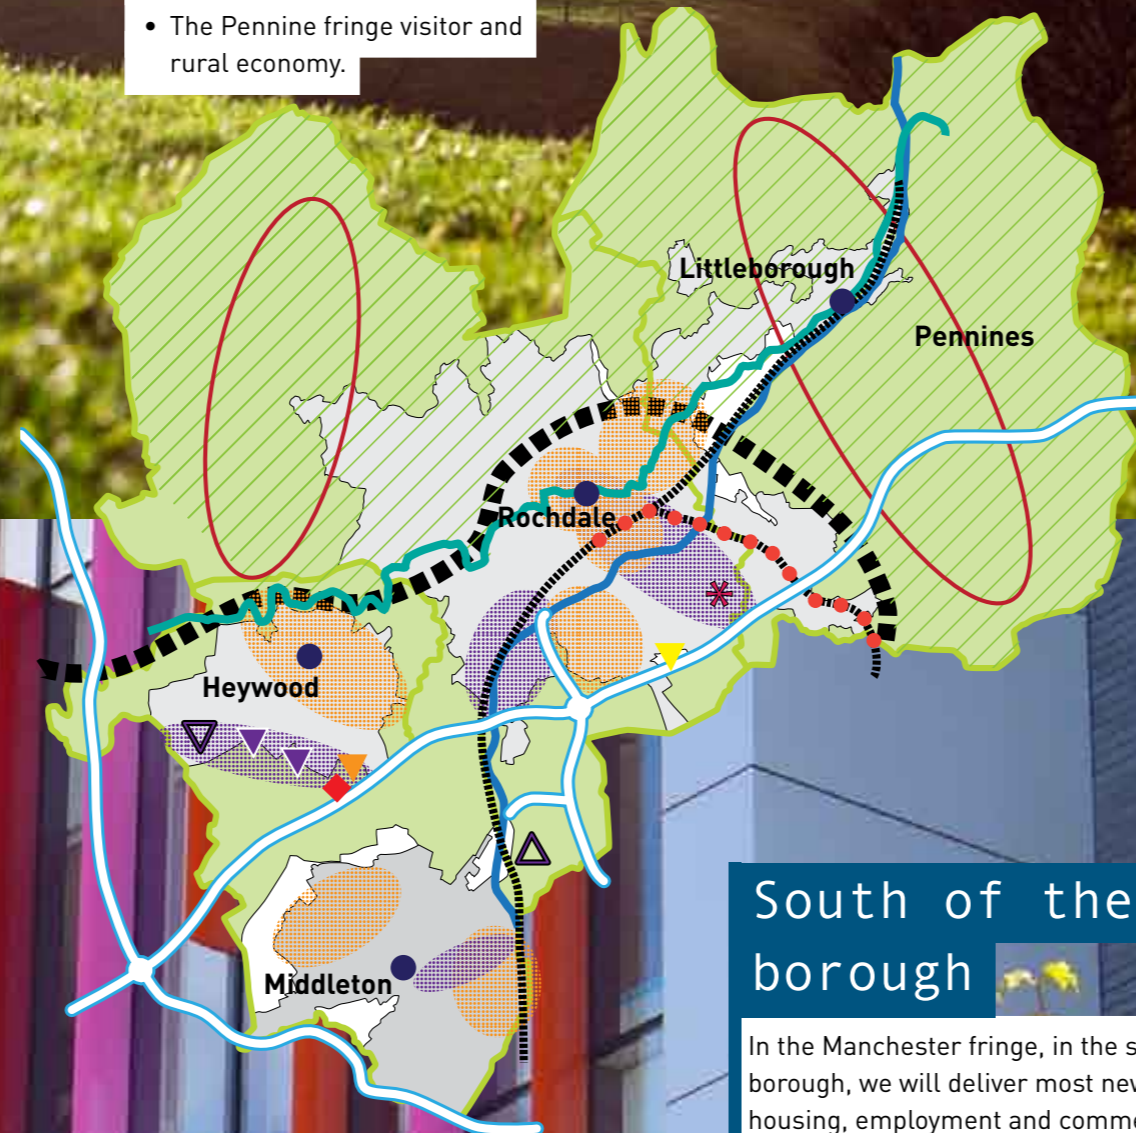 • The Pennine fringe visitor and
rural economy.
Littleborough
Pennines
Rochdale
Heywood
Middleton
South of the
borough
In the Manchester fringe, in the s
borough, we will deliver most new
housing, employment and comme